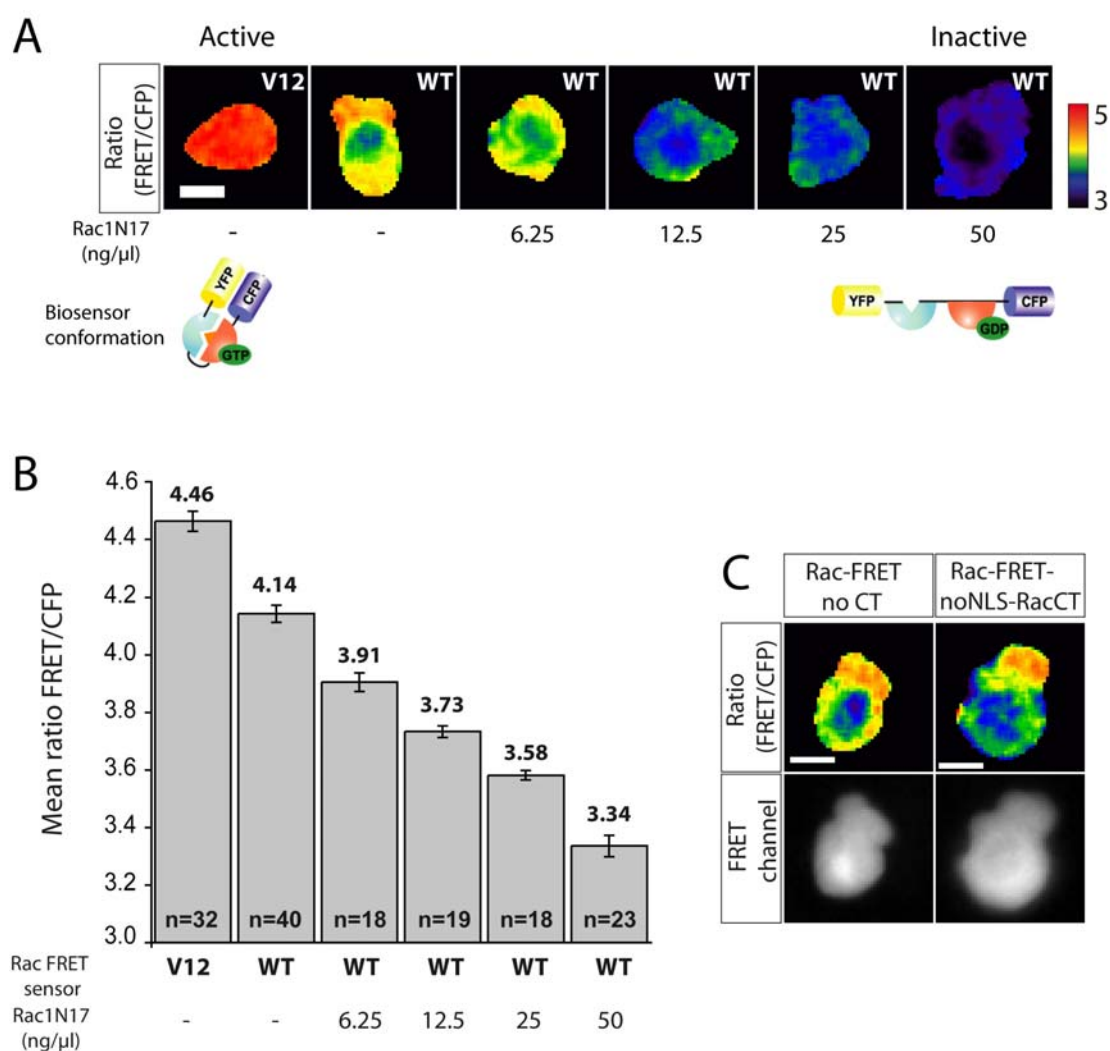 A
Active
Inactive
Ratio
(FRET/CFP)
V12
WT
WT
WT
WT
WT
5
3
Rac1N17
(ng/μl)
-
-
6.25
12.5
25
50
Biosensor
conformation
YFP
CFP
GTP
YFP
CFP
GDP
B
Mean ratio FRET/CFP
4.6
4.4
4.2
4.0
3.8
3.6
3.4
3.2
3.0
4.46
4.14
3.91
3.73
3.58
3.34
n=32
n=40
n=18
n=19
n=18
n=23
Rac FRET
sensor
V12
WT
WT
WT
WT
WT
Rac1N17
(ng/μl)
-
-
6.25
12.5
25
50
C
Rac-FRET
no CT
Rac-FRET-
noNLS-RacCT
Ratio
(FRET/CFP)
FRET
channel